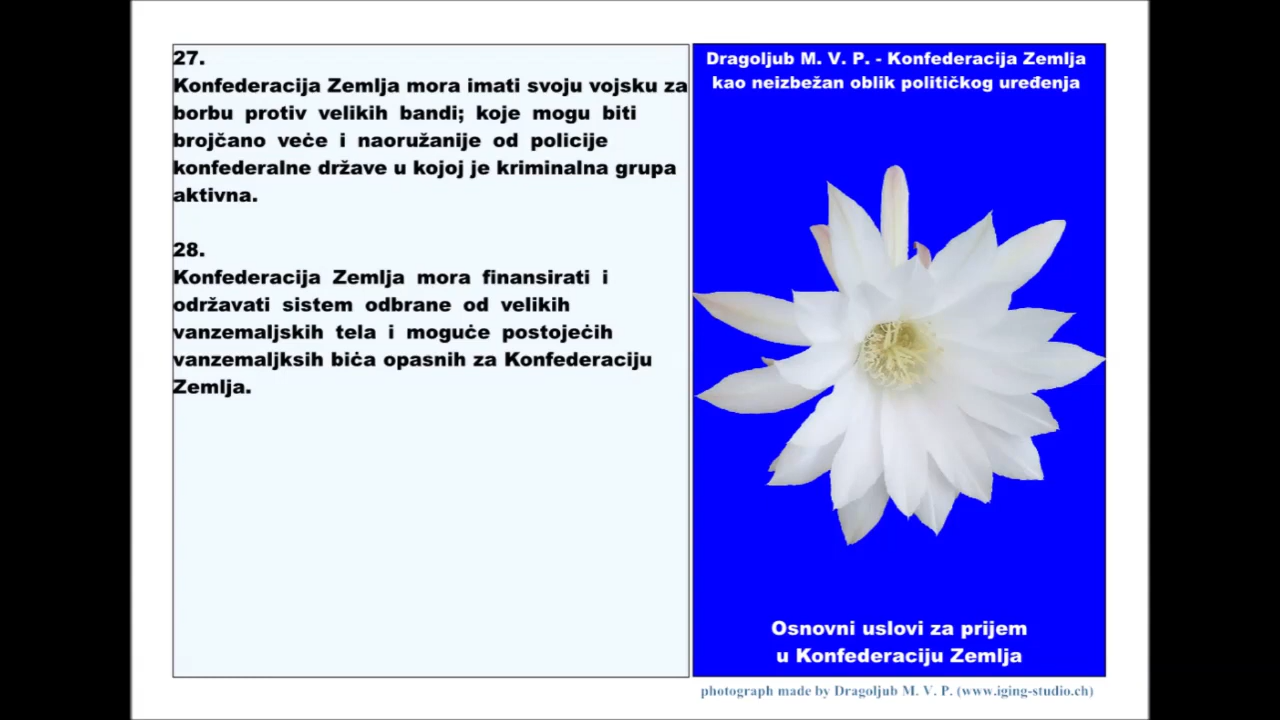 27.
Konfederacija Zemlja mora imati svoju vojsku za
borbu protiv velikih bandi; koje mogu biti
brojčano veće i naoružanije od policije
konfederalne države u kojoj je kriminalna grupa
aktivna.
28.
Konfederacija Zemlja mora finansirati i
održavati sistem odbrane od velikih
vanzemaljskih tela i moguće postojećih
vanzemaljksih bića opasnih za Konfederaciju
Zemlja.
Dragoljub M. V. P. - Konfederacija Zemlja
kao neizbežan oblik političkog uređenja
Osnovni uslovi za prijem
u Konfederaciju Zemlja
photograph made by Dragoljub M. V. P. (www.iging-studio.ch)